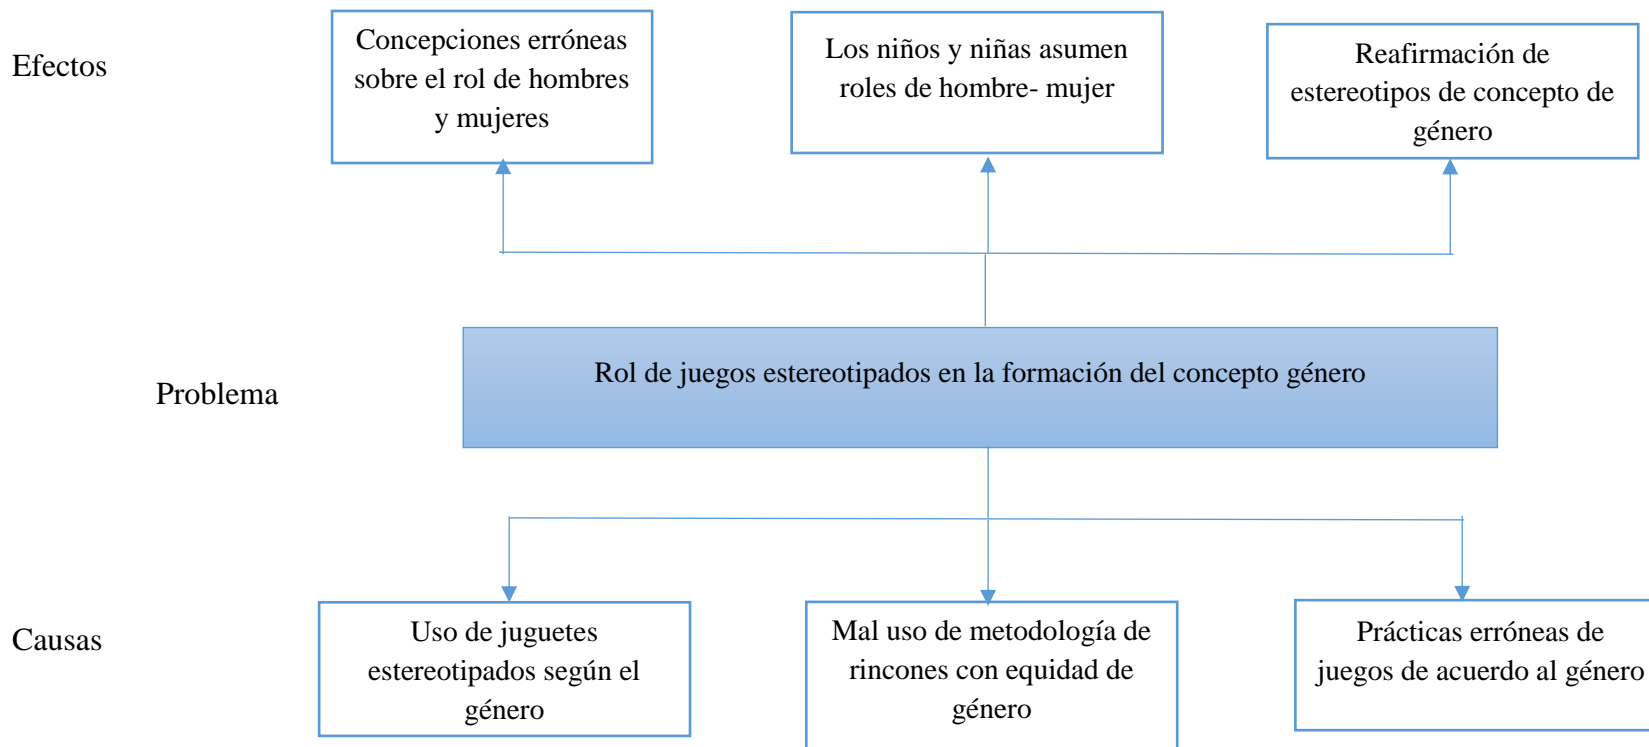 Efectos
Concepciones erróneas
sobre el rol de hombres
y mujeres
Los niños y niñas asumen
roles de hombre- mujer
Reafirmación de
estereotipos de concepto de
género
Problema
Rol de juegos estereotipados en la formación del concepto género
Causas
Uso de juguetes
estereotipados según el
género
Mal uso de metodología de
rincones con equidad de
género
Prácticas erróneas de
juegos de acuerdo al género